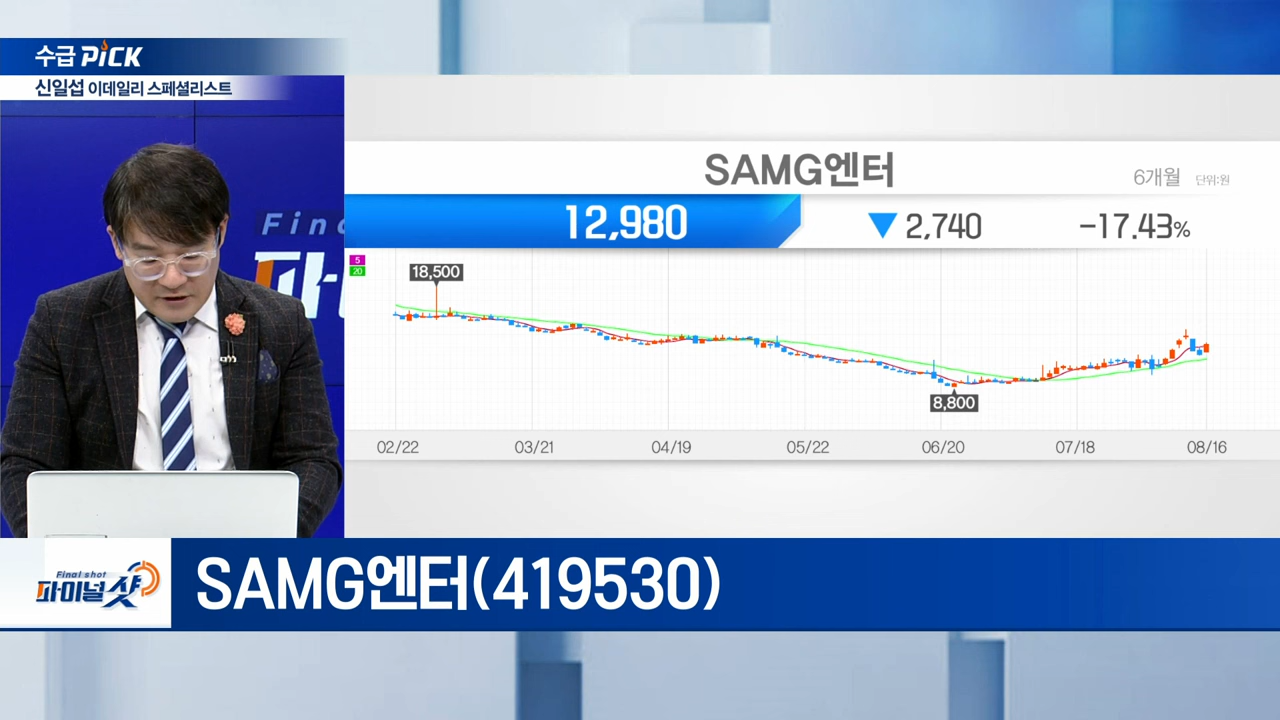 수급 PiCK
신일섭 이데일리 스페셜리스트
SAMG엔터
6개월 단위:원
12,980 ▼ 2,740 -17.43%
5
20
18,500
8,800
02/22 03/21 04/19 05/22 06/20 07/18 08/16
Final shot
파이널샷
SAMG엔터(419530)